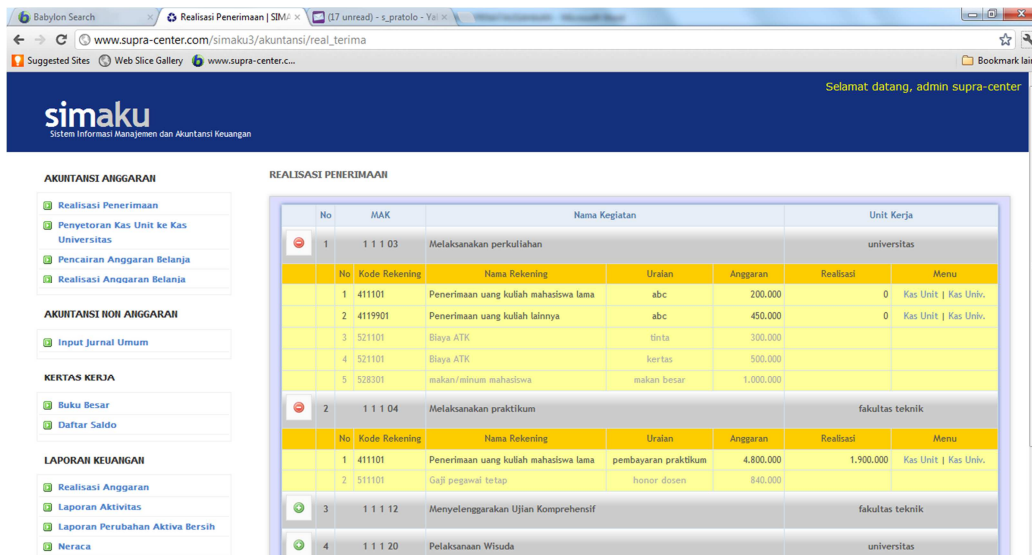 Babylon Search
Realisasi Penerimaan | SIMA
(17 unread) - s_pratolo - Ya
www.supra-center.com/simaku3/akuntansi/real_terima
Suggested Sites Web Slice Gallery www.supra-center.c... Bookmark lai
Selamat datang, admin supra-center
simaku
Sistem Informasi Manajemen dan Akuntansi Keuangan
AKUNTANSI ANGGARAN
Realisasi Penerimaan
Penyetoran Kas Unit ke Kas
Universitas
Pencairan Anggaran Belanja
Realisasi Anggaran Belanja
AKUNTANSI NON ANGGARAN
Input Jurnal Umum
KERTAS KERJA
Buku Besar
Daftar Saldo
LAPORAN KEUANGAN
Realisasi Anggaran
Laporan Aktivitas
Laporan Perubahan Aktiva Bersih
Neraca
REALISASI PENERIMAAN
No MAK Nama Kegiatan Unit Kerja
1 1 1 1 03 Melaksanakan perkuliahan universitas
No Kode Rekening Nama Rekening Uraian Anggaran Realisasi Menu
1 411101 Penerimaan uang kuliah mahasiswa lama abc 200.000 0 Kas Unit | Kas Univ.
2 4119901 Penerimaan uang kuliah lainnya abc 450.000 0 Kas Unit | Kas Univ.
3 521101 Biaya ATK tinta 300.000
4 521101 Biaya ATK kertas 500.000
5 528301 makan/minum mahasiswa makan besar 1.000.000
2 1 1 1 04 Melaksanakan praktikum fakultas teknik
No Kode Rekening Nama Rekening Uraian Anggaran Realisasi Menu
1 411101 Penerimaan uang kuliah mahasiswa lama pembayaran praktikum 4.800.000 1.900.000 Kas Unit | Kas Univ.
2 511101 Gaji pegawai tetap honor dosen 840.000
3 1 1 1 12 Menyelenggarakan Ujian Komprehensif fakultas teknik
4 1 1 1 20 Pelaksanaan Wisuda universitas